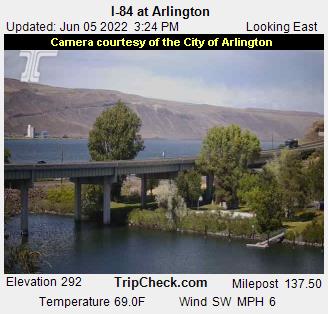 I-84 at Arlington
Updated: Jun 05 2022 3:24 PM Looking East
Camera courtesy of the City of Arlington
Elevation 292 TripCheck.com Milepost 137.50
Temperature 69.0F Wind SW MPH 6